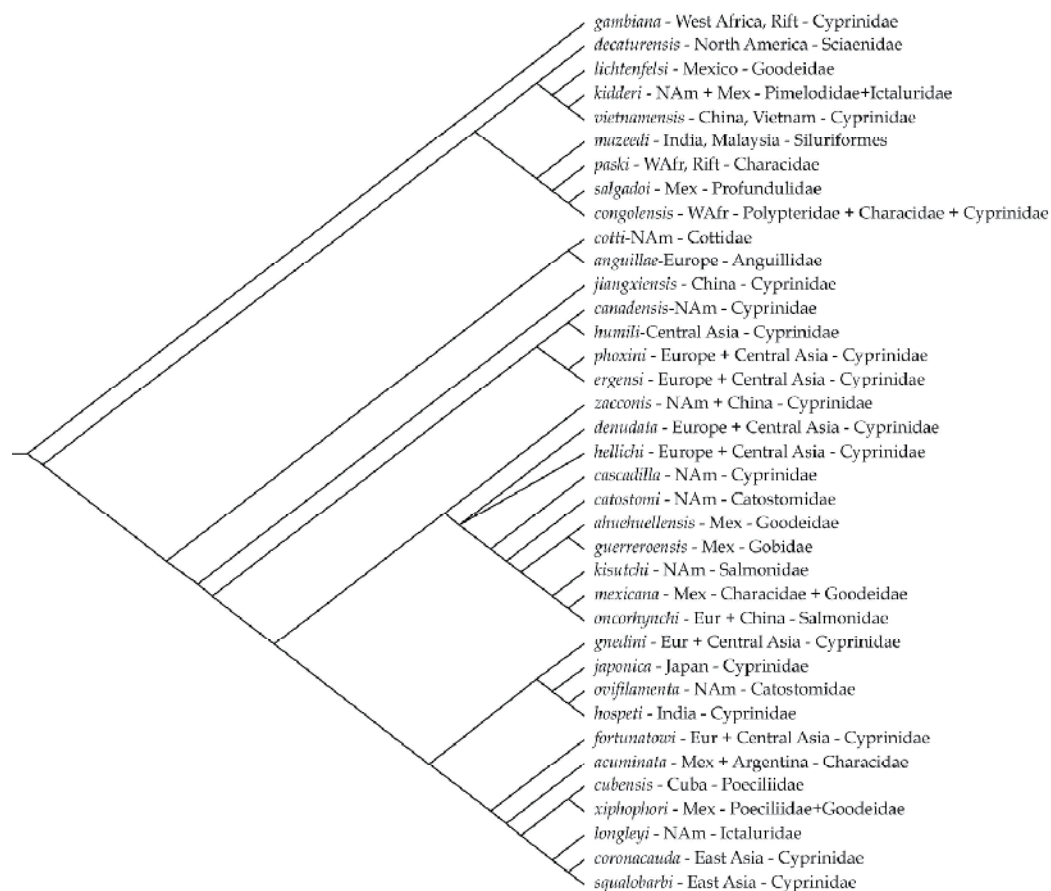 gambiana - West Africa, Rift - Cyprinidae
decaturensis - North America - Sciaenidae
lichtenfelsi - Mexico - Goodeidae
kidderi - NAm + Mex - Pimelodidae+Ictaluridae
vietnamensis - China, Vietnam - Cyprinidae
mazeedi - India, Malaysia - Siluriformes
paski - WAfr, Rift - Characidae
salgadoi - Mex - Profundulidae
congolensis - WAfr - Polypteridae + Characidae + Cyprinidae
cotti-NAm - Cottidae
anguillae-Europe - Anguillidae
jiangxiensis - China - Cyprinidae
canadensis-NAm - Cyprinidae
humili-Central Asia - Cyprinidae
phoxini - Europe + Central Asia - Cyprinidae
ergensi - Europe + Central Asia - Cyprinidae
zacconis - NAm + China - Cyprinidae
denudata - Europe + Central Asia - Cyprinidae
hellichi - Europe + Central Asia - Cyprinidae
cascadilla - NAm - Cyprinidae
catostomi - NAm - Catostomidae
ahuehuellensis - Mex - Goodeidae
guerreroensis - Mex - Gobidae
kisutchi - NAm - Salmonidae
mexicana - Mex - Characidae + Goodeidae
oncorhynchi - Eur + China - Salmonidae
gnedini - Eur + Central Asia - Cyprinidae
japonica - Japan - Cyprinidae
ovifilamenta - NAm - Catostomidae
hospeti - India - Cyprinidae
fortunatowi - Eur + Central Asia - Cyprinidae
acuminata - Mex + Argentina - Characidae
cubensis - Cuba - Poeciliidae
xiphophori - Mex - Poeciliidae+Goodeidae
longleyi - NAm - Ictaluridae
coronacauda - East Asia - Cyprinidae
squalobarbi - East Asia - Cyprinidae